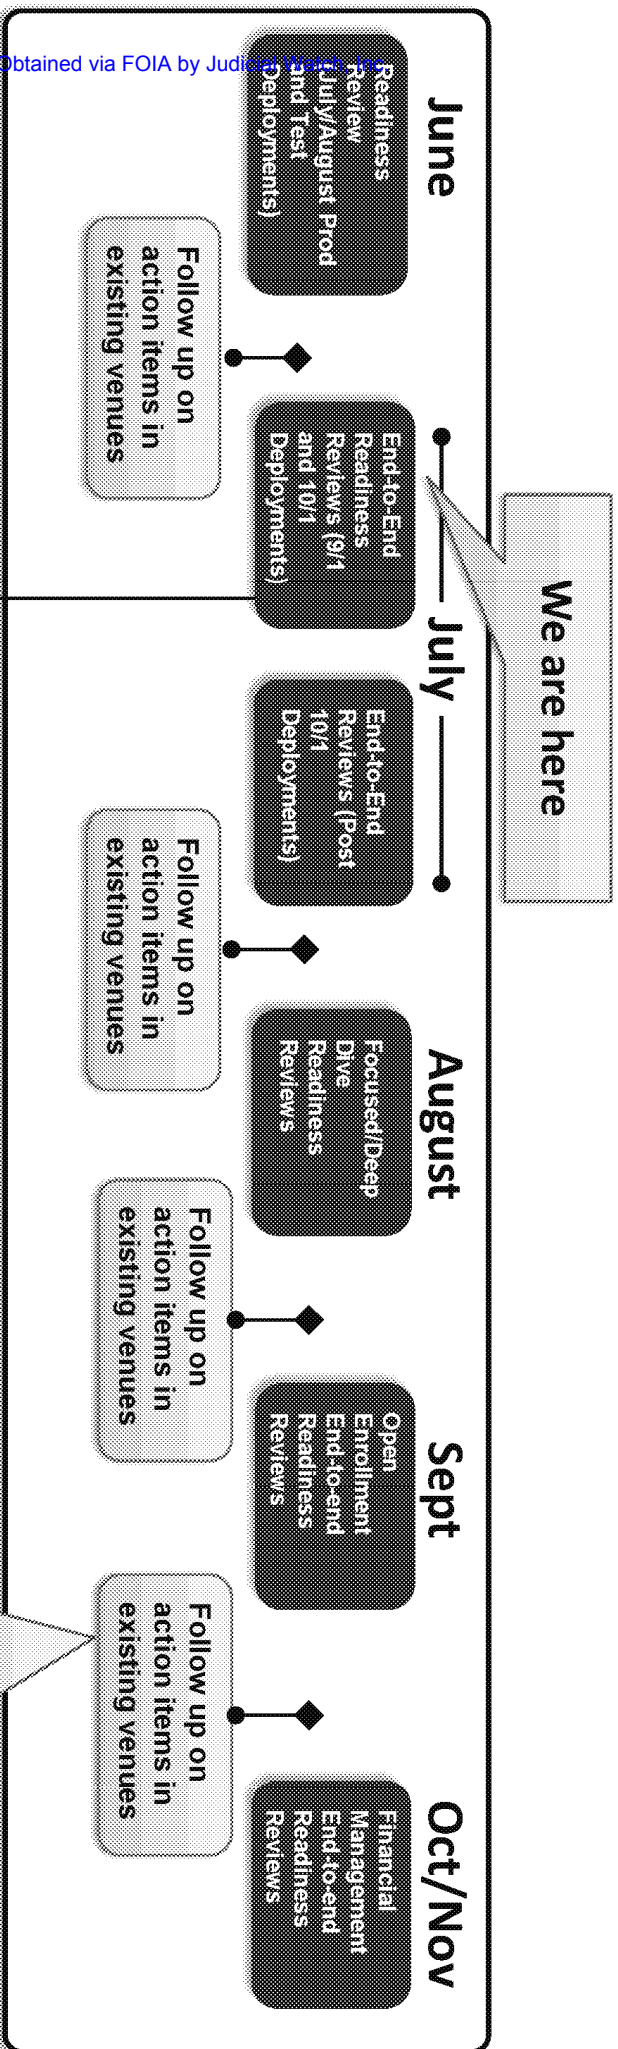 Obtained via FOIA by Judicial Watch, Inc.
We are here
June
July
August
Sept
Oct/Nov
Readiness
Review
(July/August Prod
and Test
Deployments)
End-to-End
Readiness
Reviews (9/1
and 10/1
Deployments)
End-to-End
Reviews (Post
10/1
Deployments)
Focused/Deep
Dive
Readiness
Reviews
Open
Enrollment
End-to-end
Readiness
Reviews
Financial
Management
End-to-end
Readiness
Reviews
Follow up on
action items in
existing venues
Follow up on
action items in
existing venues
Follow up on
action items in
existing venues
Follow up on
action items in
existing venues